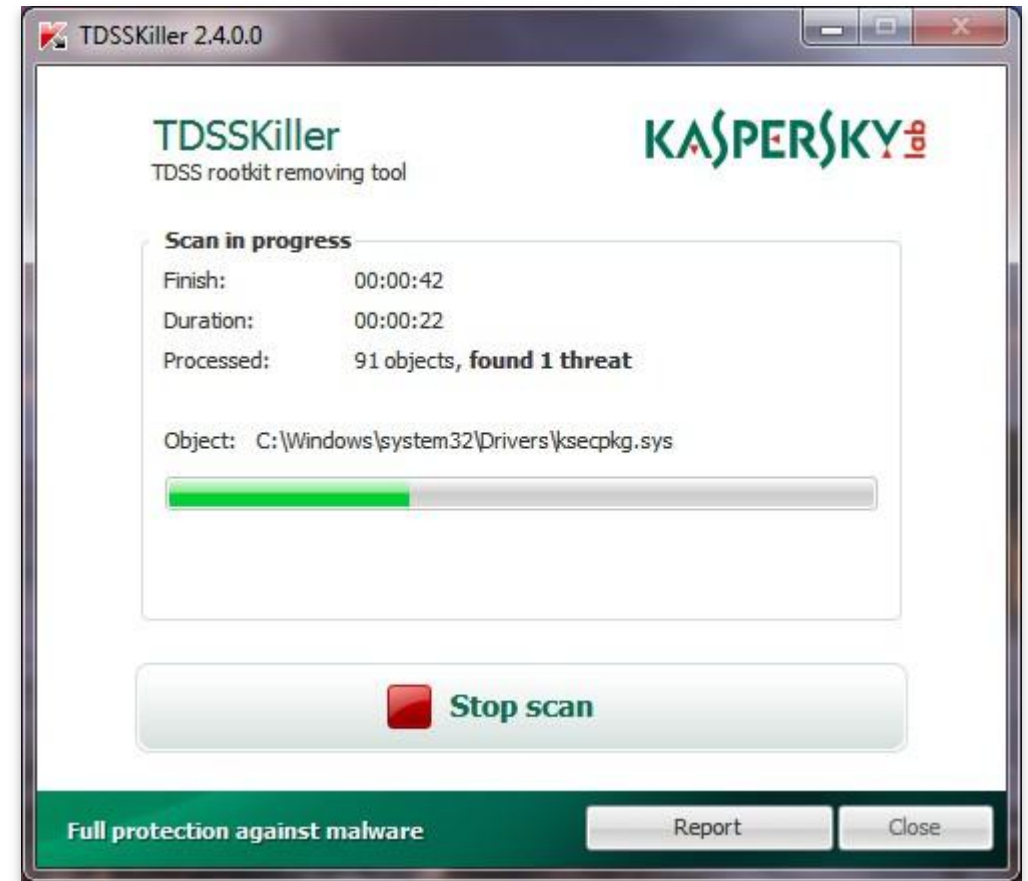 TDSSKiller 2.4.0.0
TDSSKiller
TDSS rootkit removing tool
KASPERSKY lab
Scan in progress
Finish: 00:00:42
Duration: 00:00:22
Processed: 91 objects, found 1 threat
Object: C:\Windows\system32\Drivers\ksecpkg.sys
Stop scan
Full protection against malware
Report
Close